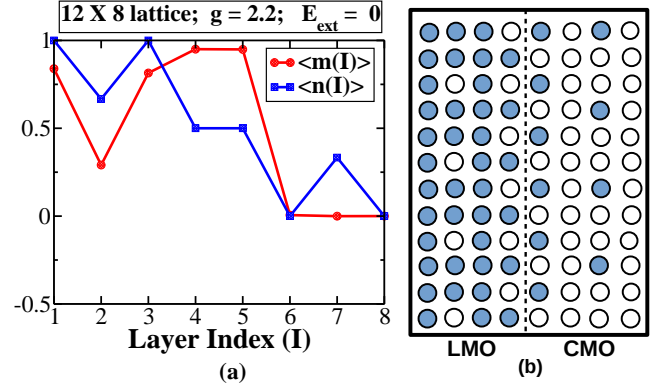 12 X 8 lattice; g = 2.2; E_ext = 0
<m(I)>
<n(I)>
1
0.5
0
-0.5
1 2 3 4 5 6 7 8
Layer Index (I)
(a)
LMO CMO
(b)